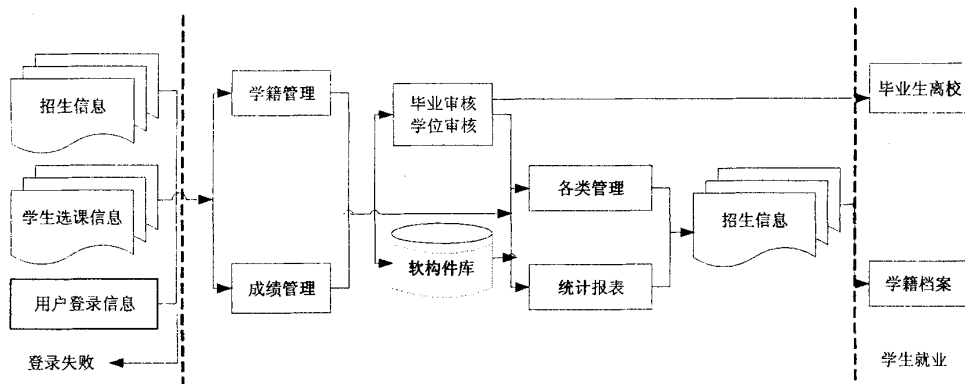 招生信息
学生选课信息
用户登录信息
登录失败
学籍管理
成绩管理
毕业审核
学位审核
软构件库
各类管理
统计报表
招生信息
毕业生离校
学籍档案
学生就业